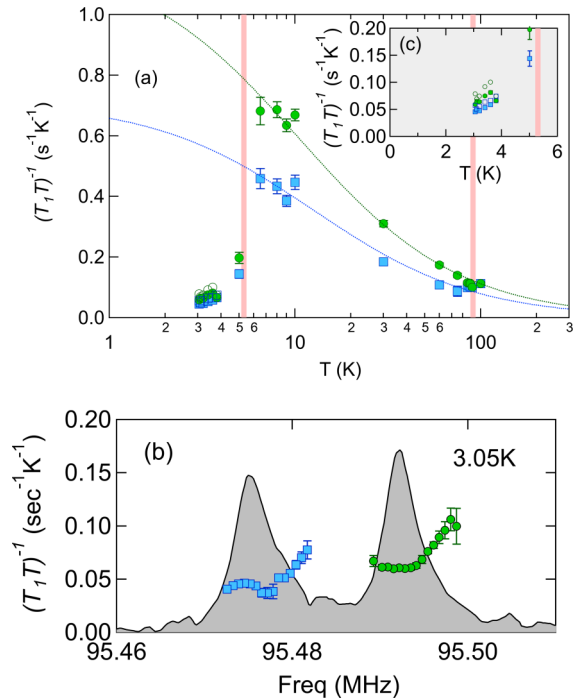 (a)
(T₁T)⁻¹ (s⁻¹K⁻¹)
1.0
0.8
0.6
0.4
0.2
0.0
1 2 3 4 5 6 8 10 2 3 4 5 6 8 100 2 3
T (K)
(c)
(T₁T)⁻¹ (s⁻¹K⁻¹)
0.20
0.15
0.10
0.05
0.00
0 2 4 6
T (K)
(b)
3.05K
(T₁T)⁻¹ (sec⁻¹K⁻¹)
0.20
0.15
0.10
0.05
0.00
95.46 95.48 95.50
Freq (MHz)